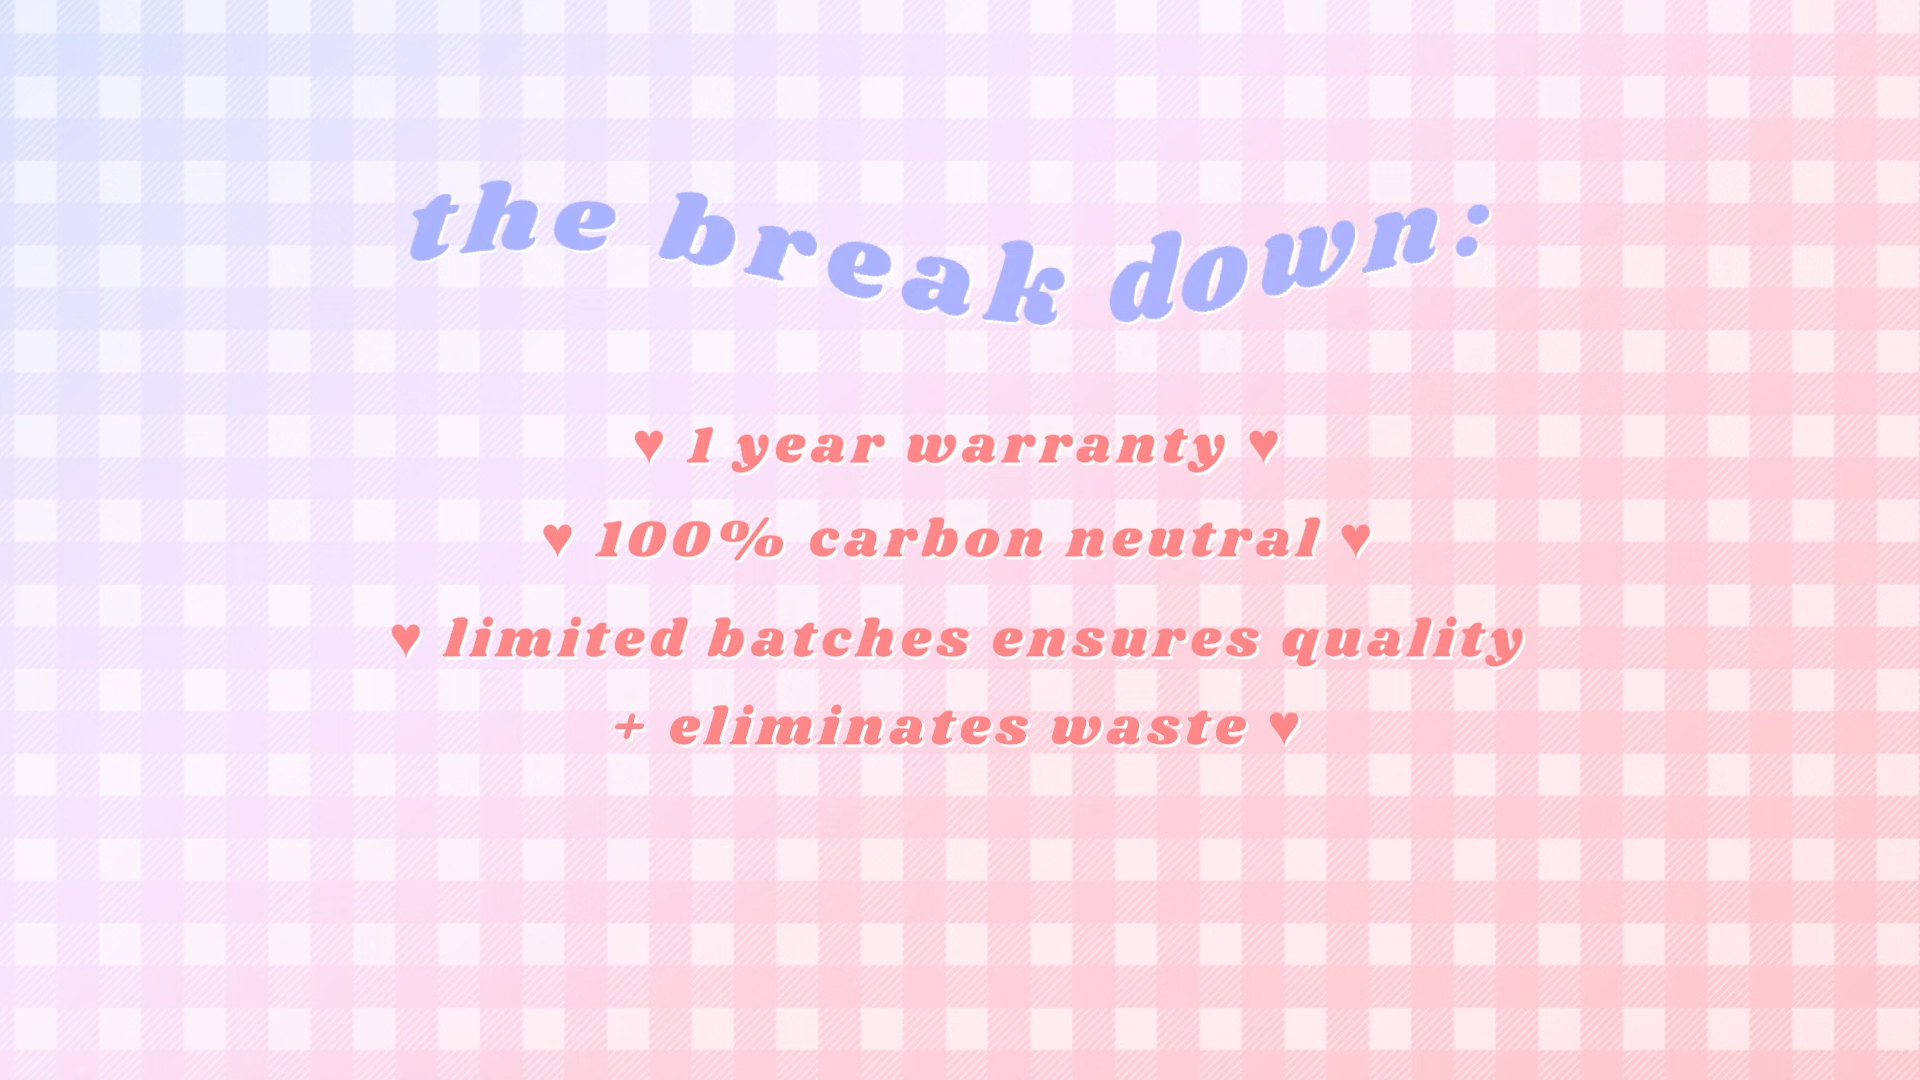 the break down:
♥ 1 year warranty ♥
♥ 100% carbon neutral ♥
♥ limited batches ensures quality
+ eliminates waste ♥